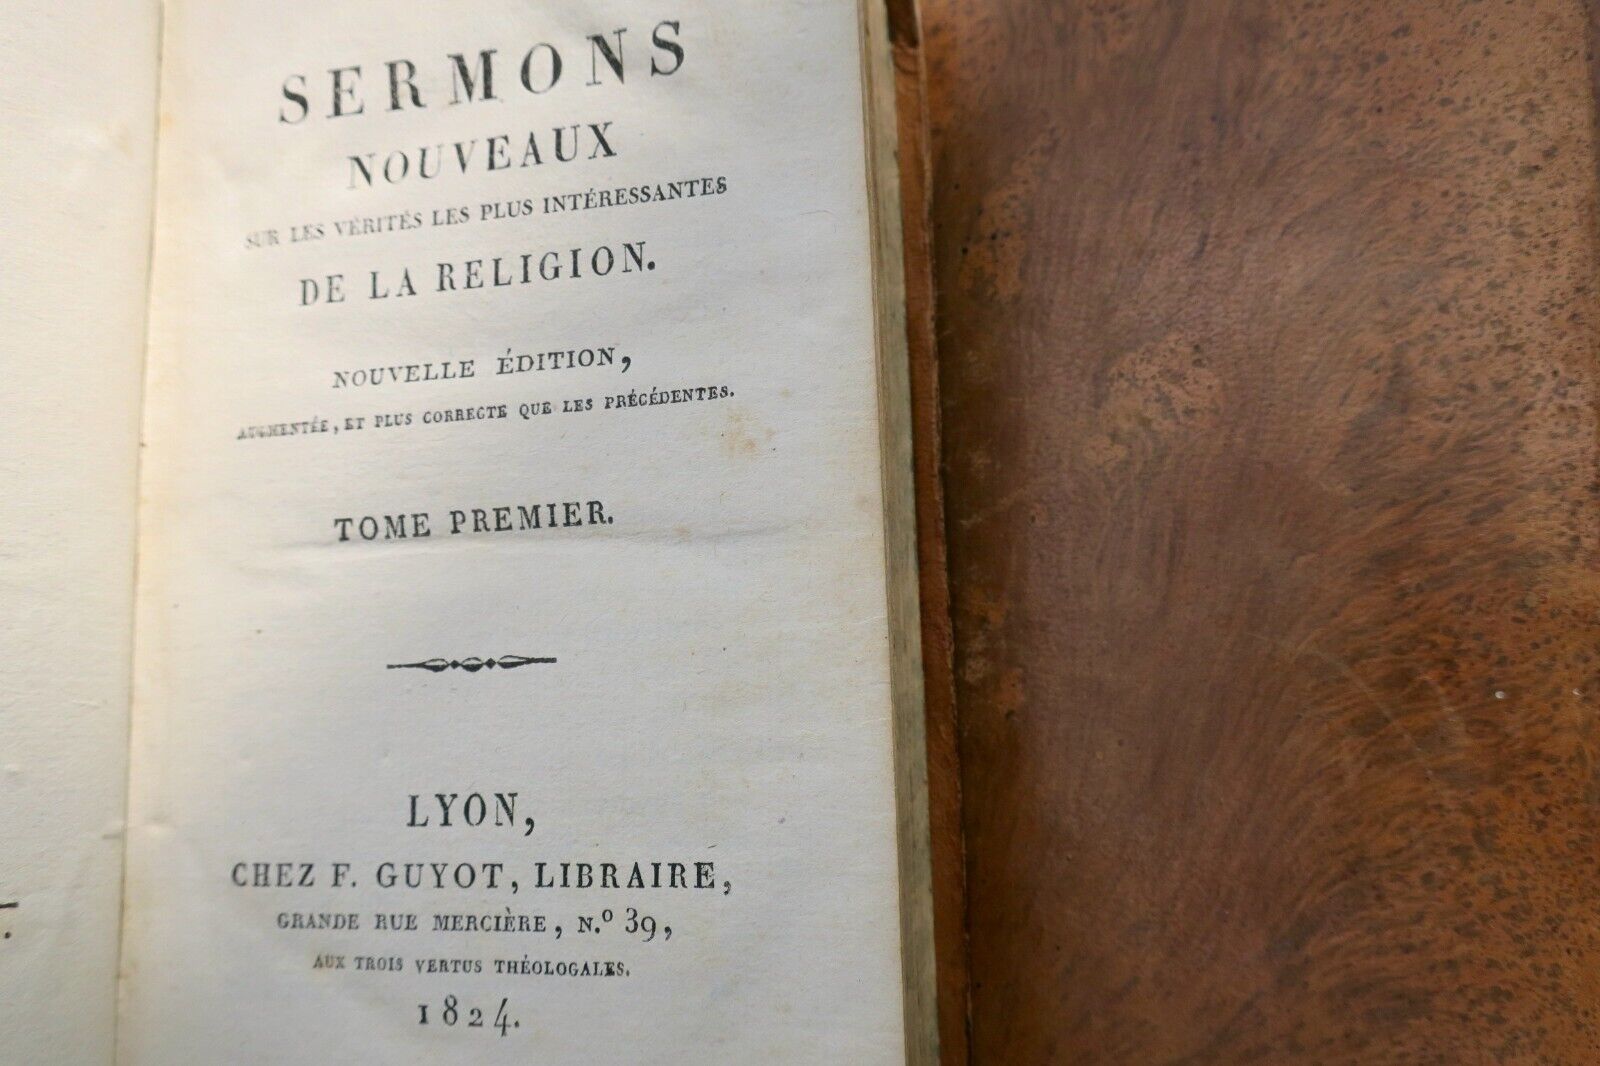 SERMONS
NOUVEAUX
SUR LES VÉRITÉS LES PLUS INTÉRESSANTES
DE LA RELIGION.
NOUVELLE ÉDITION,
AUGMENTÉE, ET PLUS CORRECTE QUE LES PRÉCÉDENTES.
TOME PREMIER.
LYON,
CHEZ F. GUYOT, LIBRAIRE,
GRANDE RUE MERCIÈRE, N.º 39,
AUX TROIS VERTUS THÉOLOGALES.
1824.